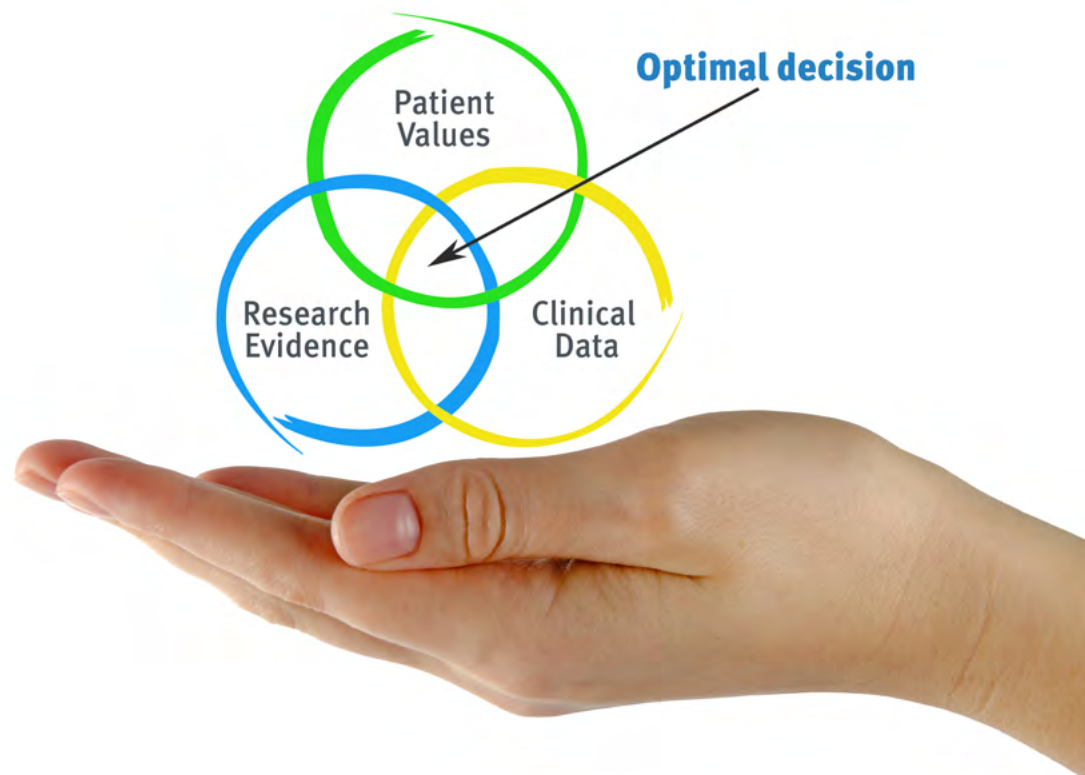 Optimal decision
Patient
Values
Research
Evidence
Clinical
Data